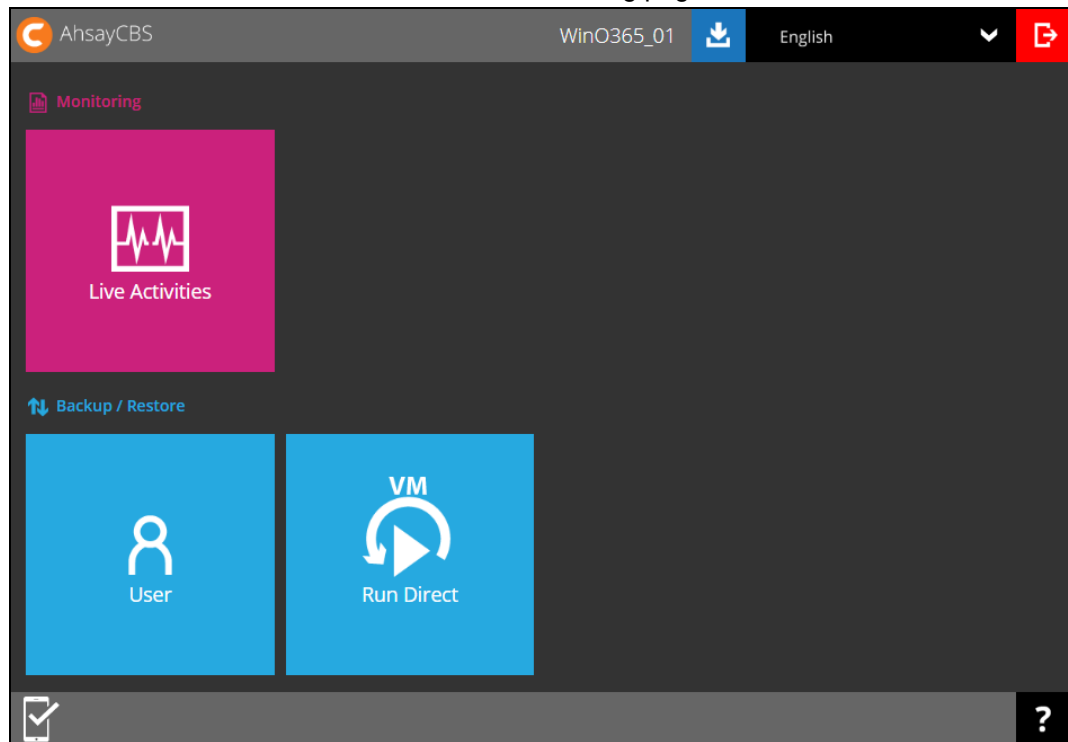 AhsayCBS WinO365_01 English
Monitoring
Live Activities
Backup / Restore
VM
User Run Direct
?